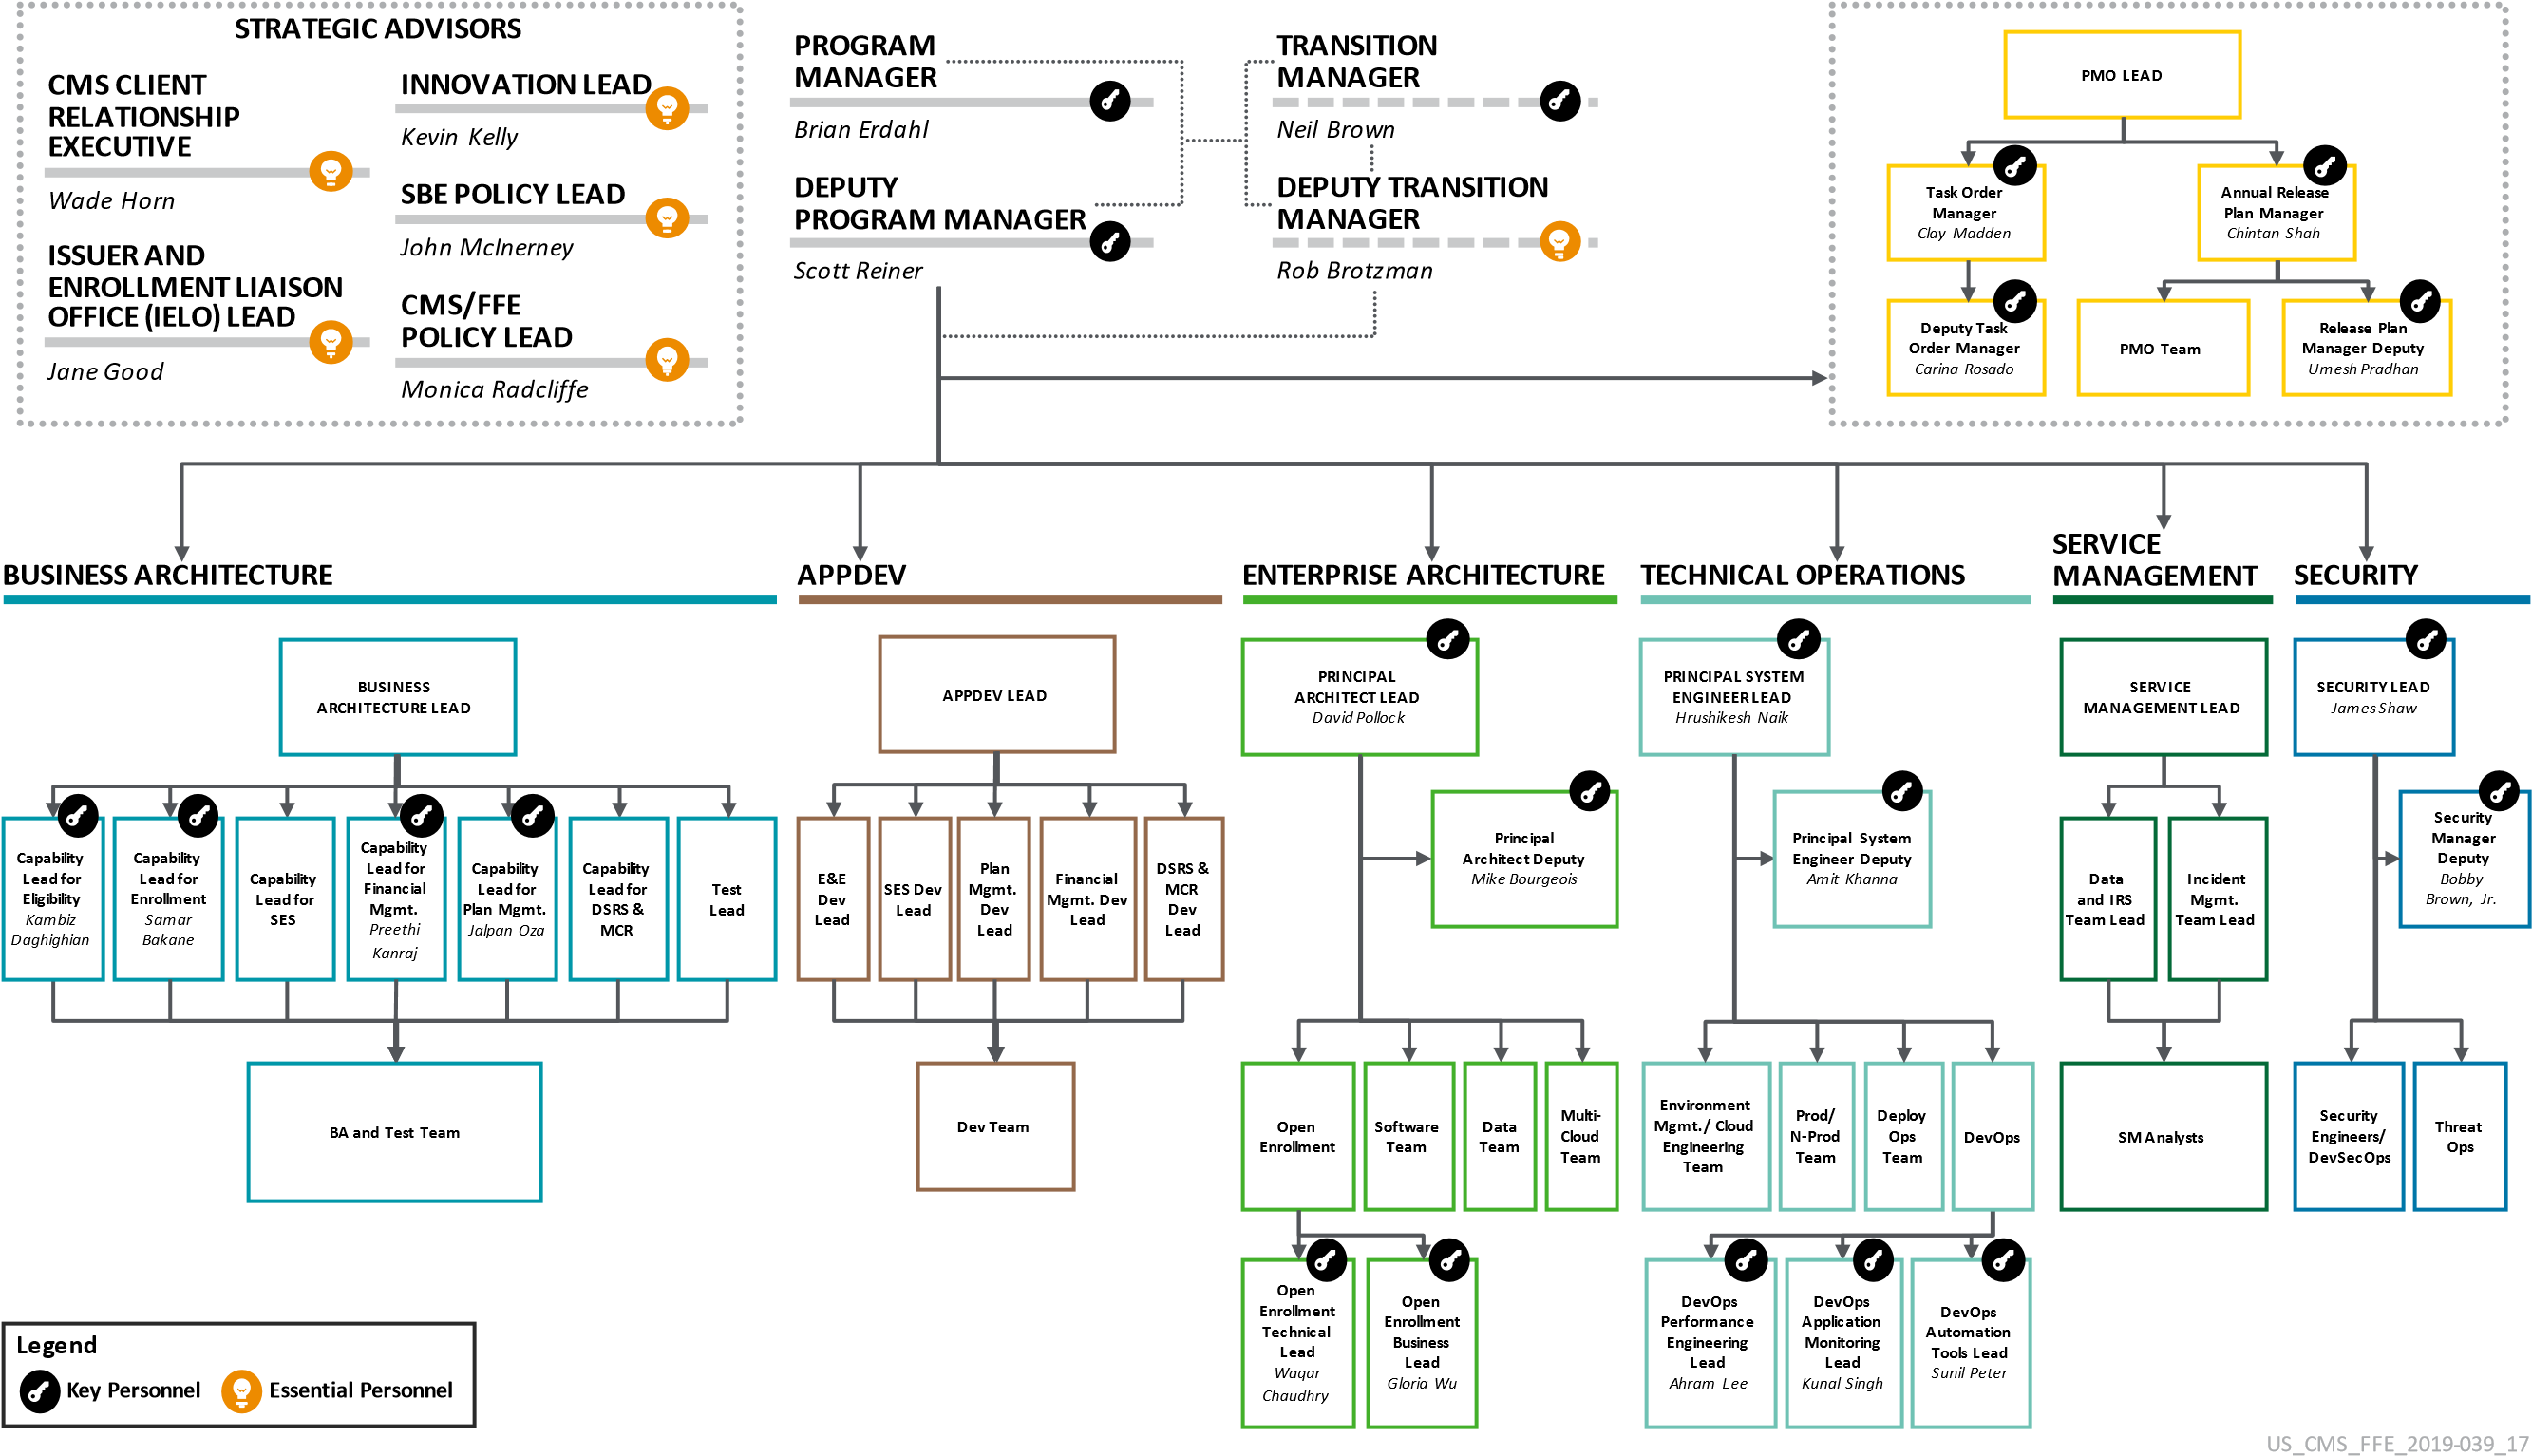 STRATEGIC ADVISORS
CMS CLIENT
RELATIONSHIP
EXECUTIVE
Wade Horn
ISSUER AND
ENROLLMENT LIAISON
OFFICE (IELO) LEAD
Jane Good
INNOVATION LEAD
Kevin Kelly
SBE POLICY LEAD
John McInerney
CMS/FFE
POLICY LEAD
Monica Radcliffe
PROGRAM
MANAGER
Brian Erdahl
DEPUTY
PROGRAM MANAGER
Scott Reiner
TRANSITION
MANAGER
Neil Brown
DEPUTY TRANSITION
MANAGER
Rob Brotzman
PMO LEAD
Task Order
Manager
Clay Madden
Annual Release
Plan Manager
Chintan Shah
Deputy Task
Order Manager
Carina Rosado
PMO Team
Release Plan
Manager Deputy
Umesh Pradhan
BUSINESS ARCHITECTURE
BUSINESS
ARCHITECTURE LEAD
Capability
Lead for
Eligibility
Kambiz
Daghighian
Capability
Lead for
Enrollment
Samar
Bakane
Capability
Lead for
SES
Capability
Lead for
Financial
Mgmt.
Preethi
Kanraj
Capability
Lead for
Plan Mgmt.
Jalpan Oza
Capability
Lead for
DSRS &
MCR
Test
Lead
BA and Test Team
APPDEV
APPDEV LEAD
E&E
Dev
Lead
SES Dev
Lead
Plan
Mgmt.
Dev
Lead
Financial
Mgmt. Dev
Lead
DSRS &
MCR
Dev
Lead
Dev Team
ENTERPRISE ARCHITECTURE
PRINCIPAL
ARCHITECT LEAD
David Pollock
Principal
Architect Deputy
Mike Bourgeois
Open
Enrollment
Software
Team
Data
Team
Multi-
Cloud
Team
Open
Enrollment
Technical
Lead
Waqar
Chaudhry
Open
Enrollment
Business
Lead
Gloria Wu
TECHNICAL OPERATIONS
PRINCIPAL SYSTEM
ENGINEER LEAD
Hrushikesh Naik
Principal System
Engineer Deputy
Amit Khanna
Environment
Mgmt./ Cloud
Engineering
Team
Prod/
N-Prod
Team
Deploy
Ops
Team
DevOps
DevOps
Performance
Engineering
Lead
Ahram Lee
DevOps
Application
Monitoring
Lead
Kunal Singh
DevOps
Automation
Tools Lead
Sunil Peter
SERVICE
MANAGEMENT
SERVICE
MANAGEMENT LEAD
Data
and IRS
Team Lead
Incident
Mgmt.
Team Lead
SM Analysts
SECURITY
SECURITY LEAD
James Shaw
Security
Manager
Deputy
Bobby
Brown, Jr.
Security
Engineers/
DevSecOps
Threat
Ops
Legend
Key Personnel
Essential Personnel
US_CMS_FFE_2019-039_17